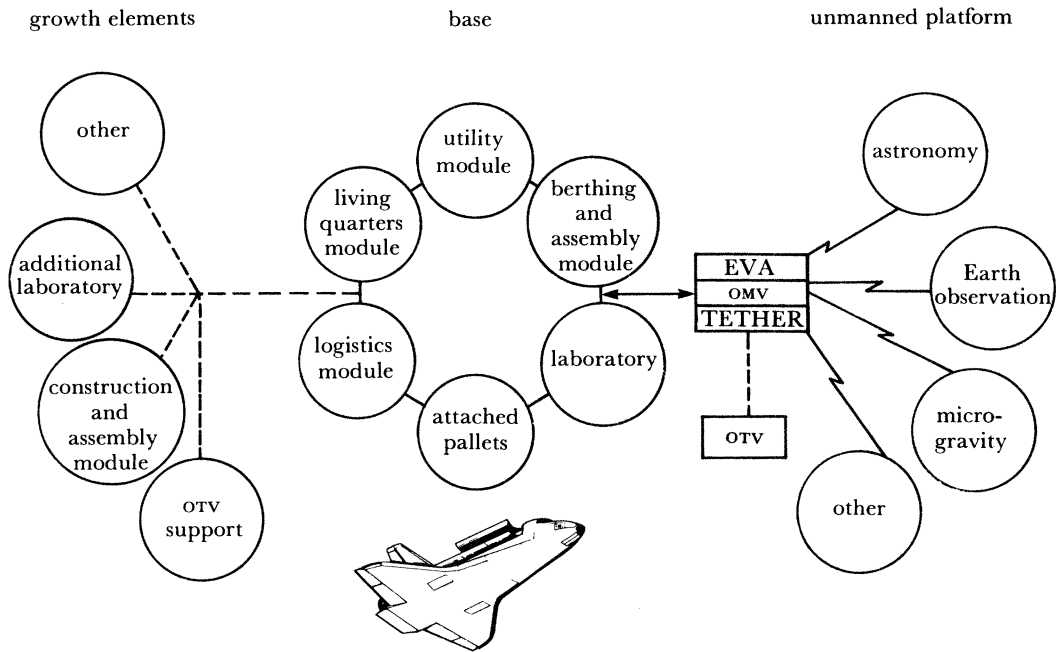 growth elements
base
unmanned platform
other
additional
laboratory
construction
and
assembly
module
OTV
support
utility
module
living
quarters
module
berthing
and
assembly
module
logistics
module
laboratory
attached
pallets
EVA
OMV
TETHER
OTV
astronomy
Earth
observation
micro-
gravity
other